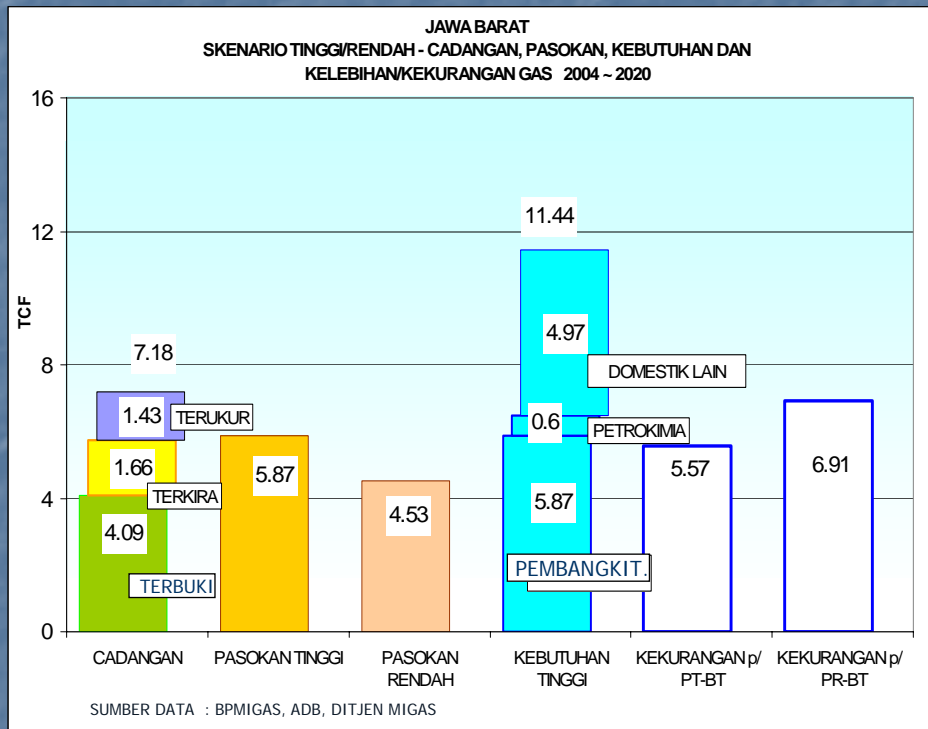 JAWA BARAT
SKENARIO TINGGI/RENDAH - CADANGAN, PASOKAN, KEBUTUHAN DAN
KELEBIHAN/KEKURANGAN GAS 2004 ~ 2020
TCF
16
12
8
4
0
7.18
1.43
TERUKUR
1.66
TERKIRA
4.09
TERBUKI
5.87
4.53
11.44
4.97
DOMESTIK LAIN
0.6
PETROKIMIA
5.87
PEMBANGKIT.
5.57
6.91
CADANGAN
PASOKAN TINGGI
PASOKAN
RENDAH
KEBUTUHAN
TINGGI
KEKURANGAN p/
PT-BT
KEKURANGAN p/
PR-BT
SUMBER DATA : BPMIGAS, ADB, DITJEN MIGAS